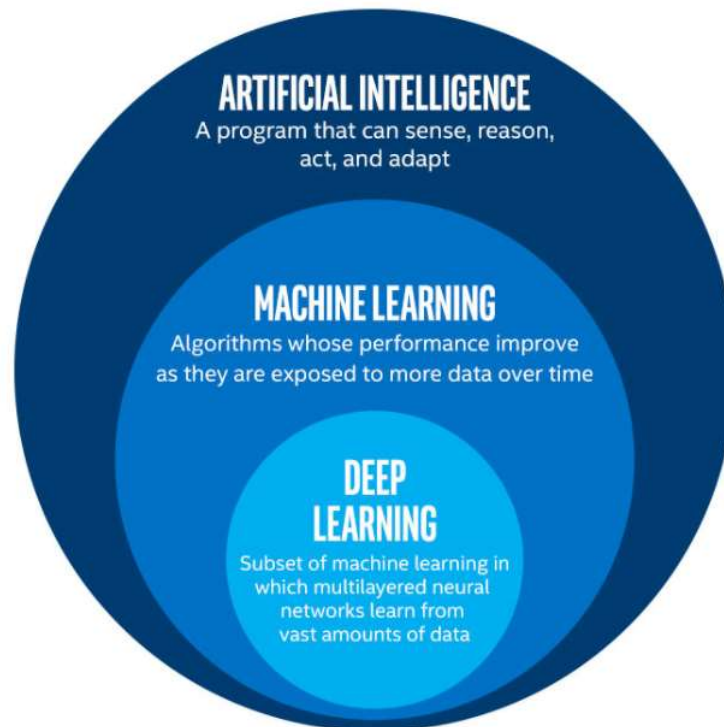 ARTIFICIAL INTELLIGENCE
A program that can sense, reason,
act, and adapt
MACHINE LEARNING
Algorithms whose performance improve
as they are exposed to more data over time
DEEP
LEARNING
Subset of machine learning in
which multilayered neural
networks learn from
vast amounts of data